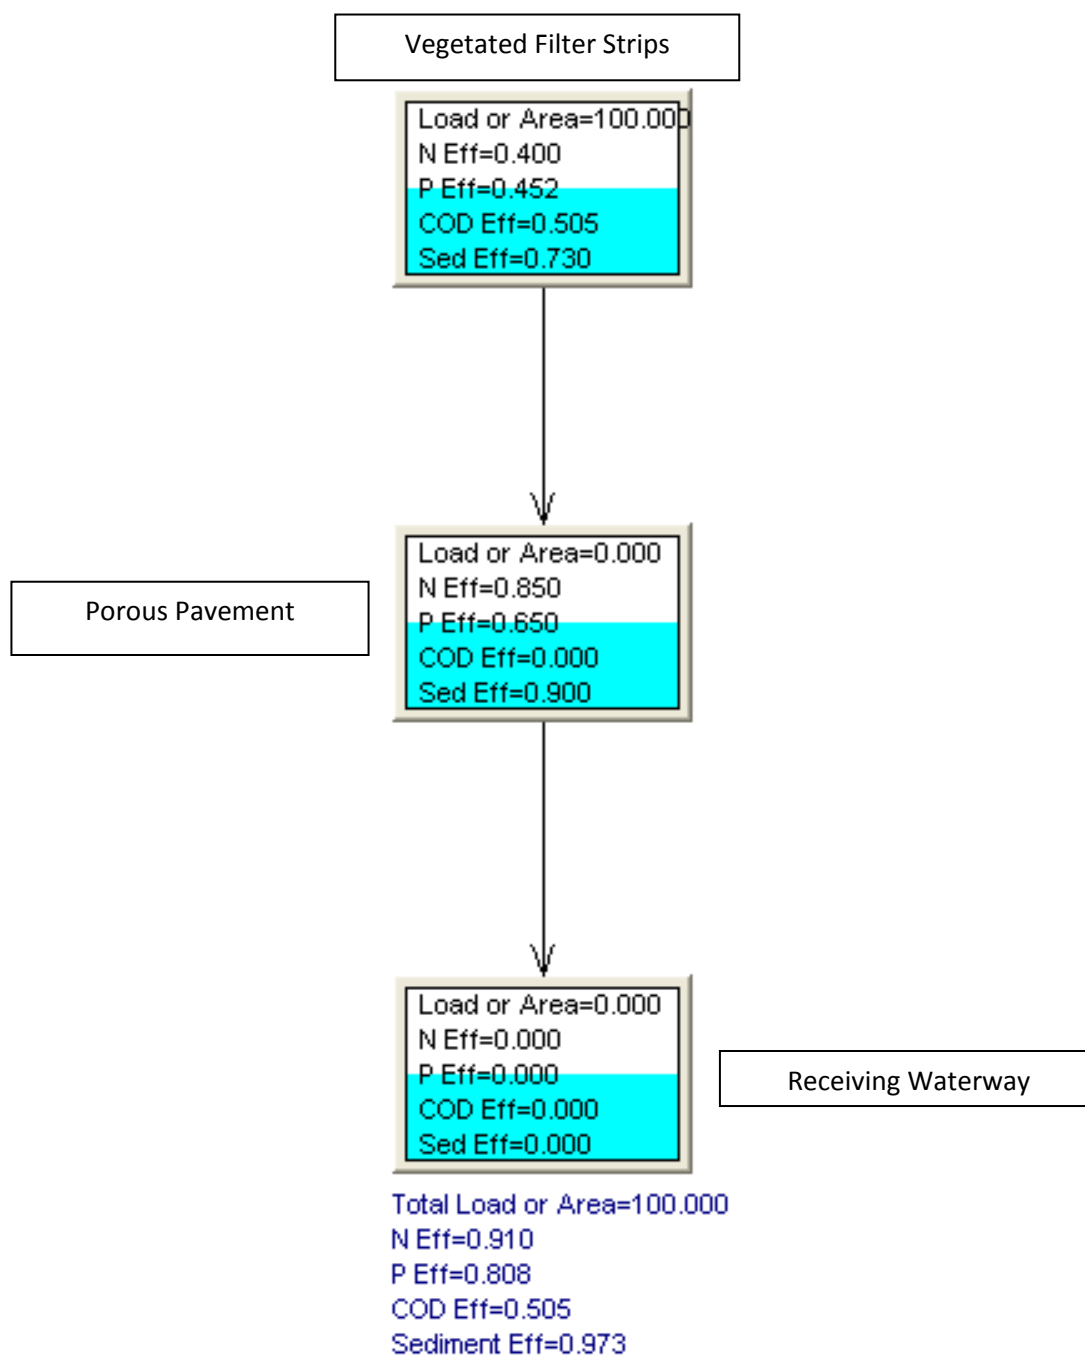 Vegetated Filter Strips
Load or Area=100.000
N Eff=0.400
P Eff=0.452
COD Eff=0.505
Sed Eff=0.730
Porous Pavement
Load or Area=0.000
N Eff=0.850
P Eff=0.650
COD Eff=0.000
Sed Eff=0.900
Load or Area=0.000
N Eff=0.000
P Eff=0.000
COD Eff=0.000
Sed Eff=0.000
Receiving Waterway
Total Load or Area=100.000
N Eff=0.910
P Eff=0.808
COD Eff=0.505
Sediment Eff=0.973